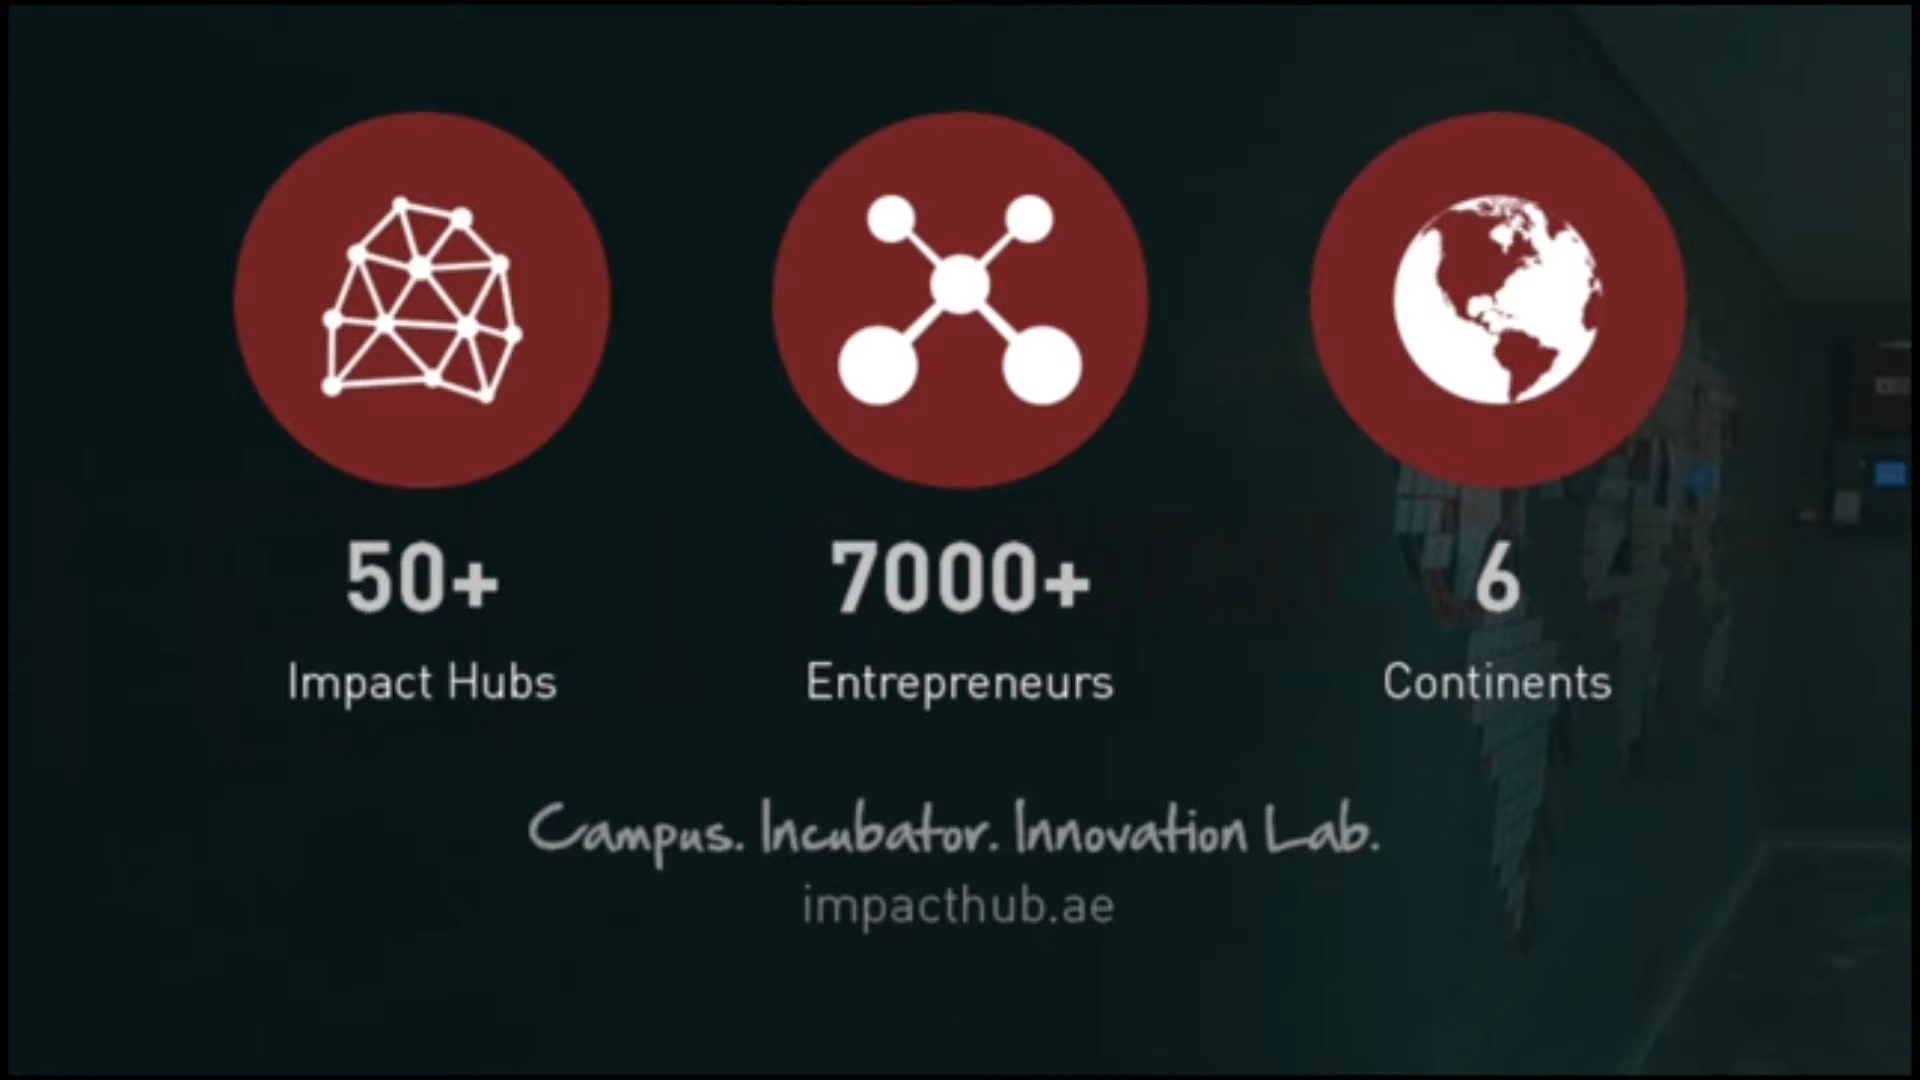 50+
Impact Hubs
7000+
Entrepreneurs
6
Continents
Campus. Incubator. Innovation Lab.
impacthub.ae